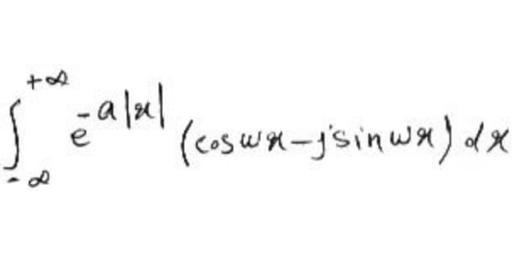 ∫_{-∞}^{+∞} e^{-a|x|} (cos wx - j sin wx) dx